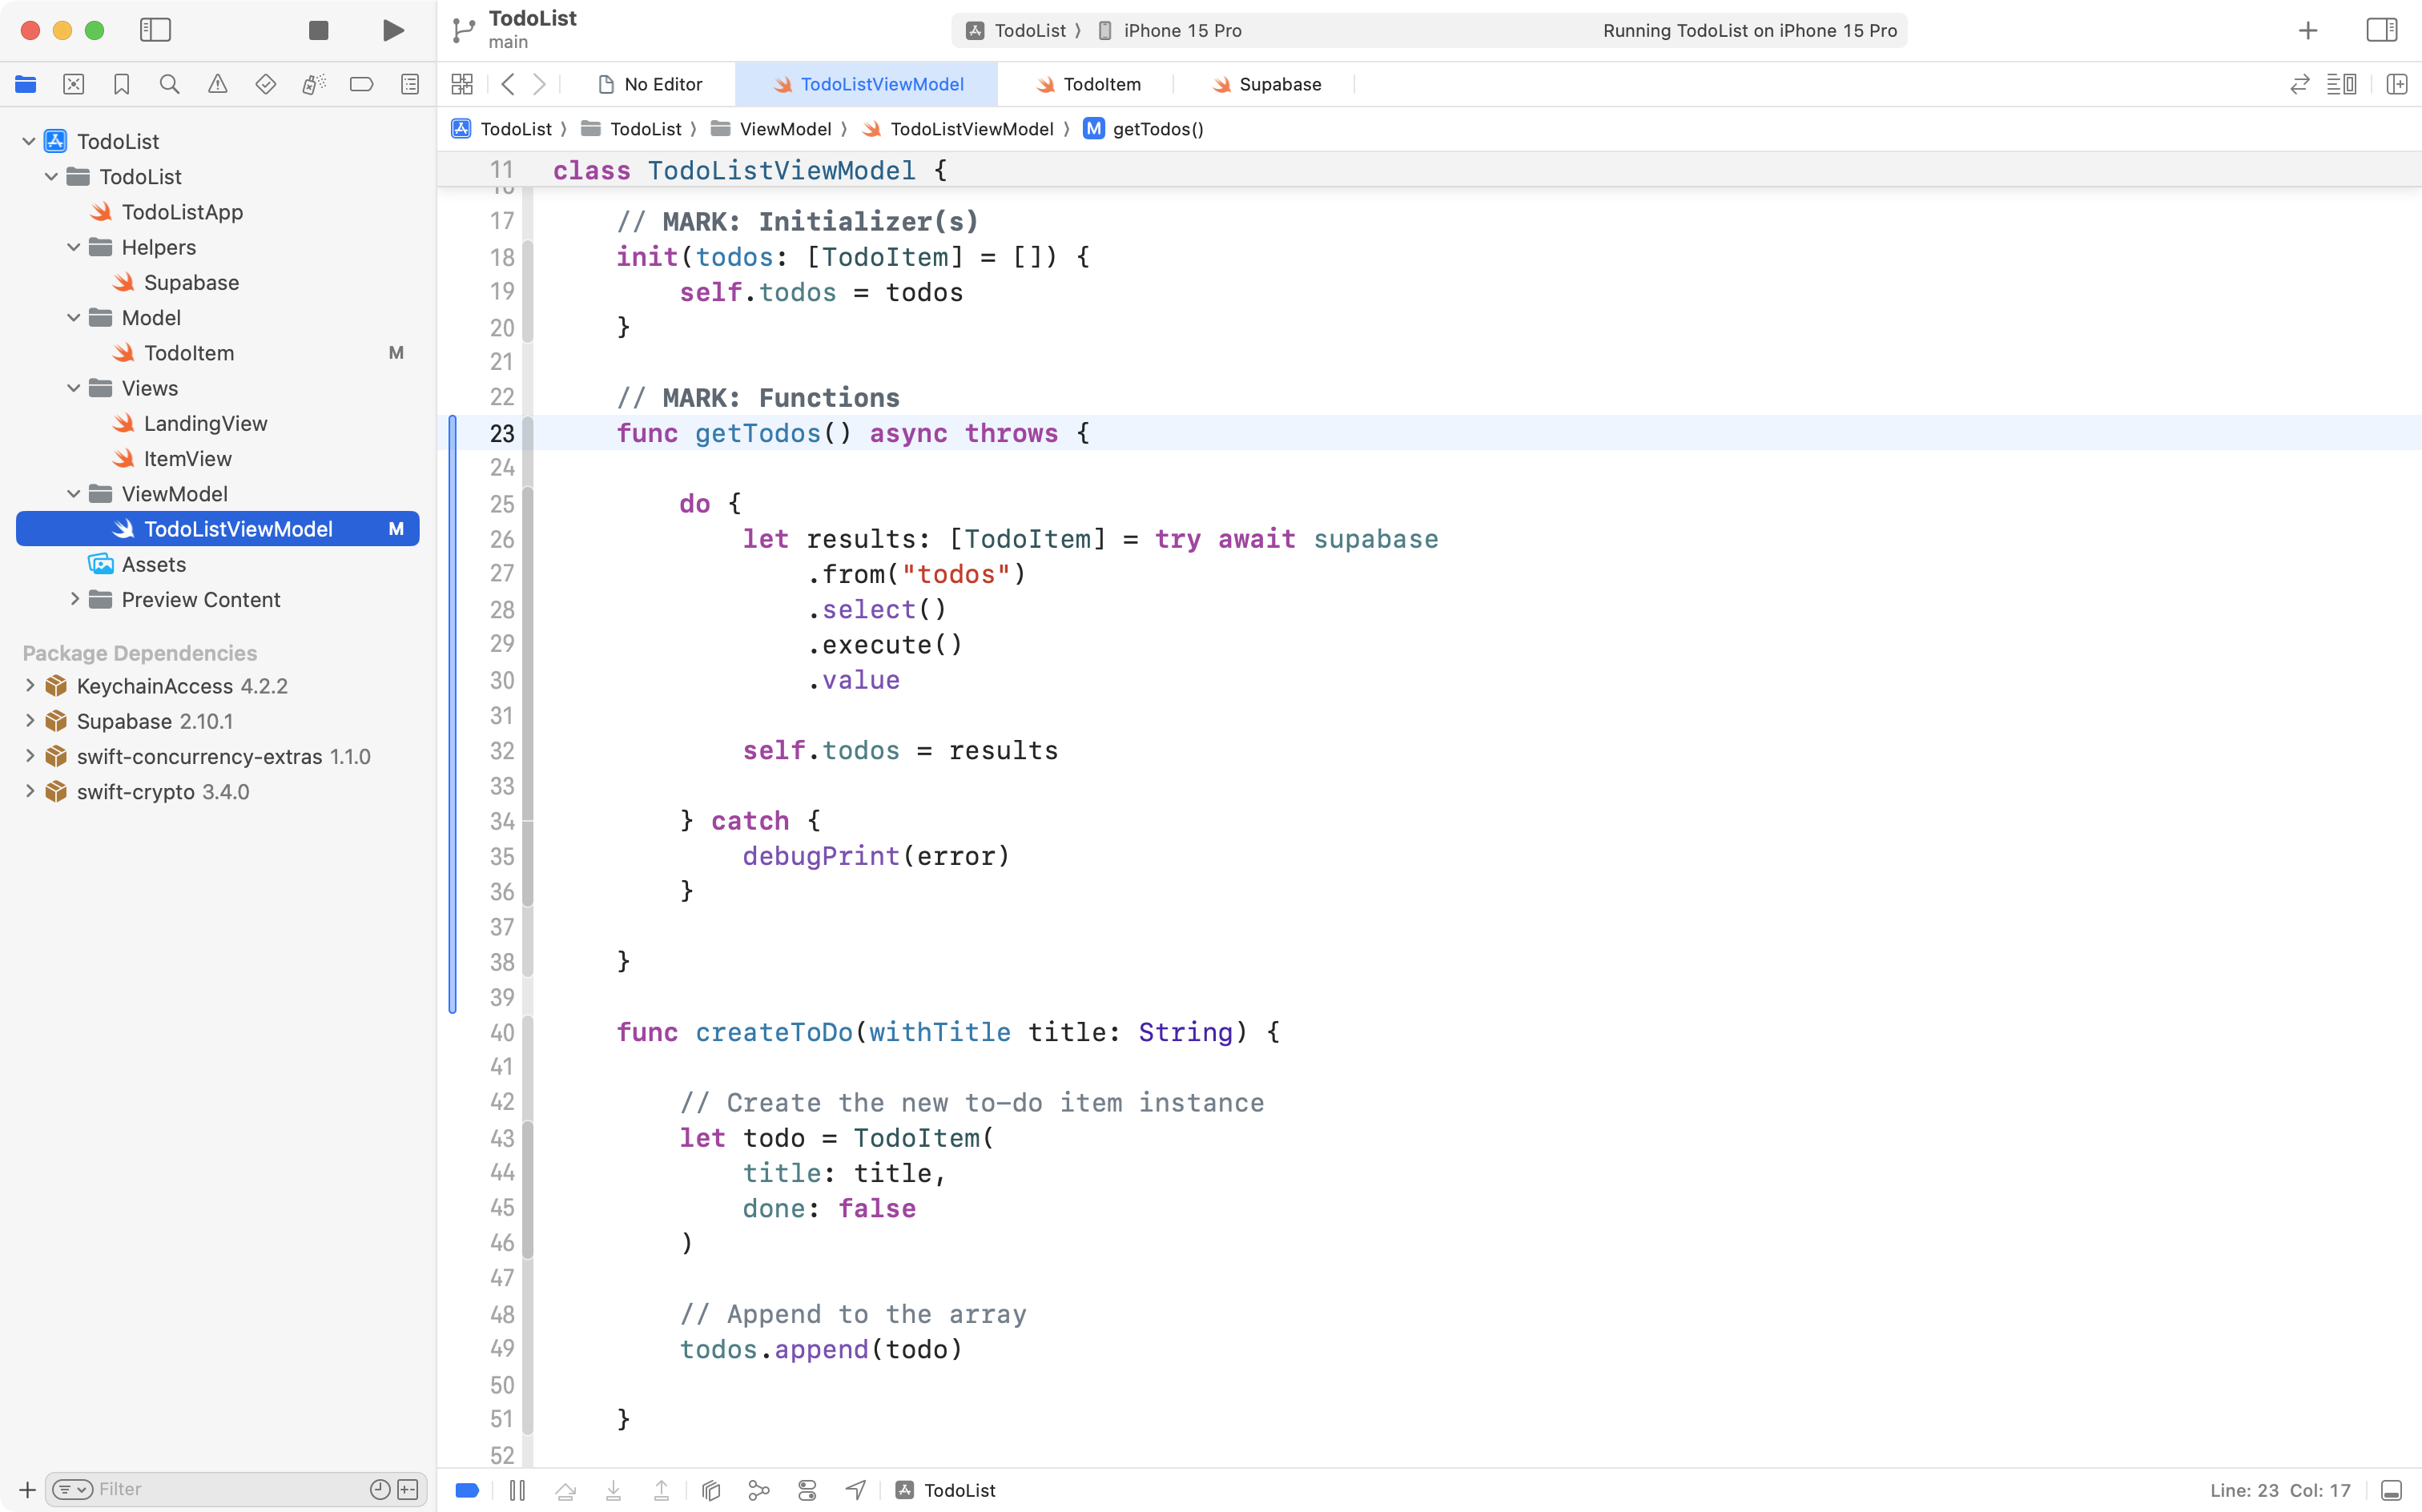 TodoList
main
TodoList 〉 iPhone 15 Pro
Running TodoList on iPhone 15 Pro
No Editor
TodoListViewModel
TodoItem
Supabase
TodoList 〉 TodoList 〉 ViewModel 〉 TodoListViewModel 〉 M getTodos()
TodoList
TodoList
TodoListApp
Helpers
Supabase
Model
TodoItem M
Views
LandingView
ItemView
ViewModel
TodoListViewModel M
Assets
Preview Content
Package Dependencies
KeychainAccess 4.2.2
Supabase 2.10.1
swift-concurrency-extras 1.1.0
swift-crypto 3.4.0
Filter
11 class TodoListViewModel {
17 // MARK: Initializer(s)
18 init(todos: [TodoItem] = []) {
19 self.todos = todos
20 }
21
22 // MARK: Functions
23 func getTodos() async throws {
24
25 do {
26 let results: [TodoItem] = try await supabase
27 .from("todos")
28 .select()
29 .execute()
30 .value
31
32 self.todos = results
33
34 } catch {
35 debugPrint(error)
36 }
37
38 }
39
40 func createToDo(withTitle title: String) {
41
42 // Create the new to-do item instance
43 let todo = TodoItem(
44 title: title,
45 done: false
46 )
47
48 // Append to the array
49 todos.append(todo)
50
51 }
52
TodoList
Line: 23 Col: 17